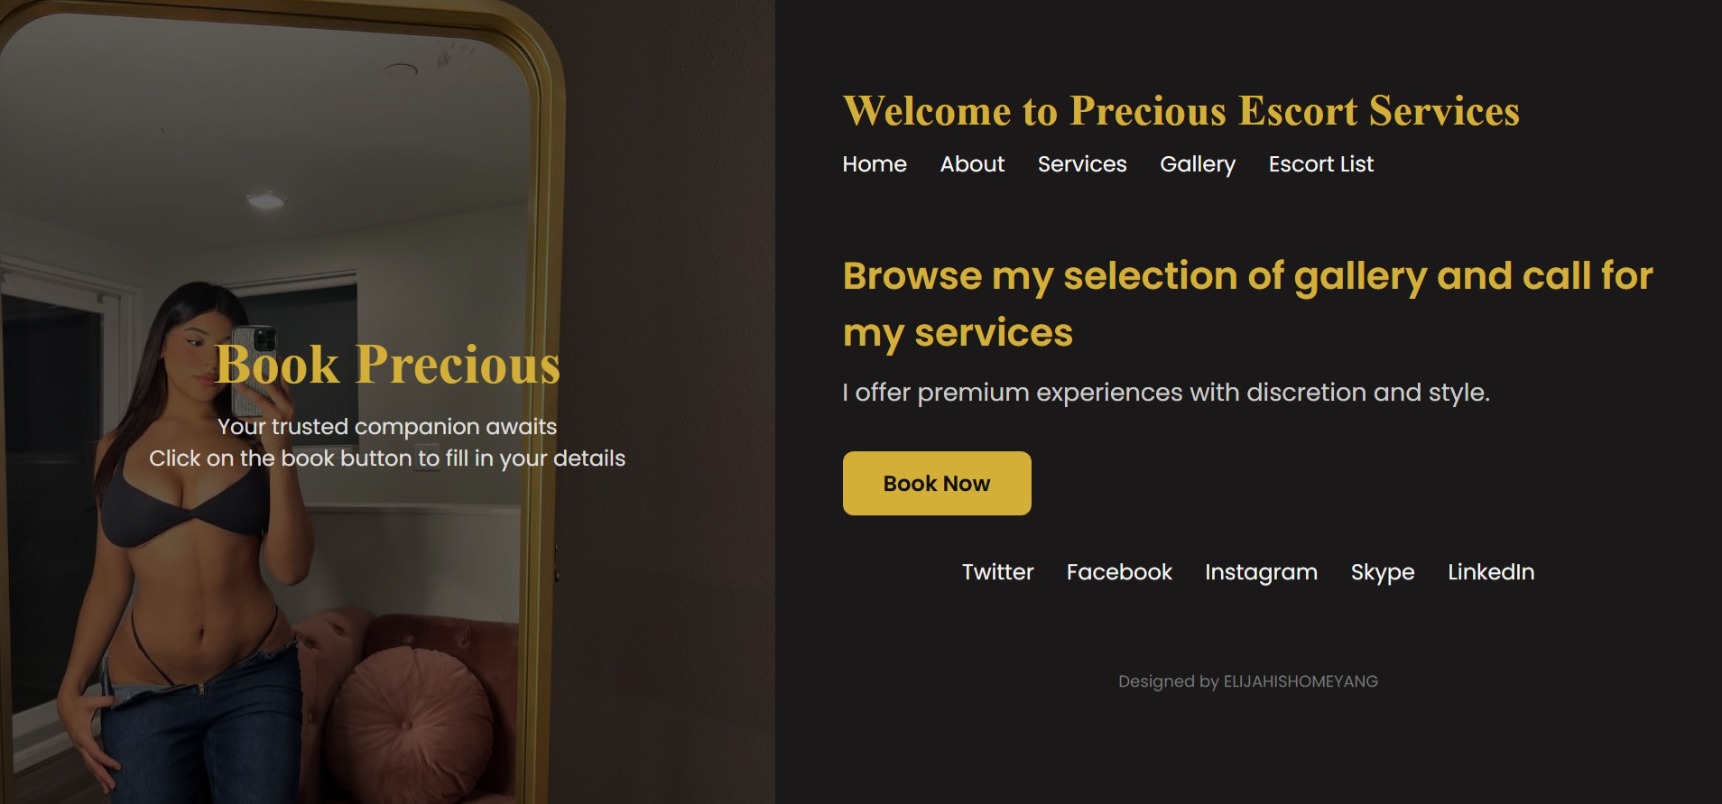 Book Precious
Your trusted companion awaits
Click on the book button to fill in your details
Welcome to Precious Escort Services
Home About Services Gallery Escort List
Browse my selection of gallery and call for
my services
I offer premium experiences with discretion and style.
Book Now
Twitter Facebook Instagram Skype LinkedIn
Designed by ELIJAHISHOMEYANG